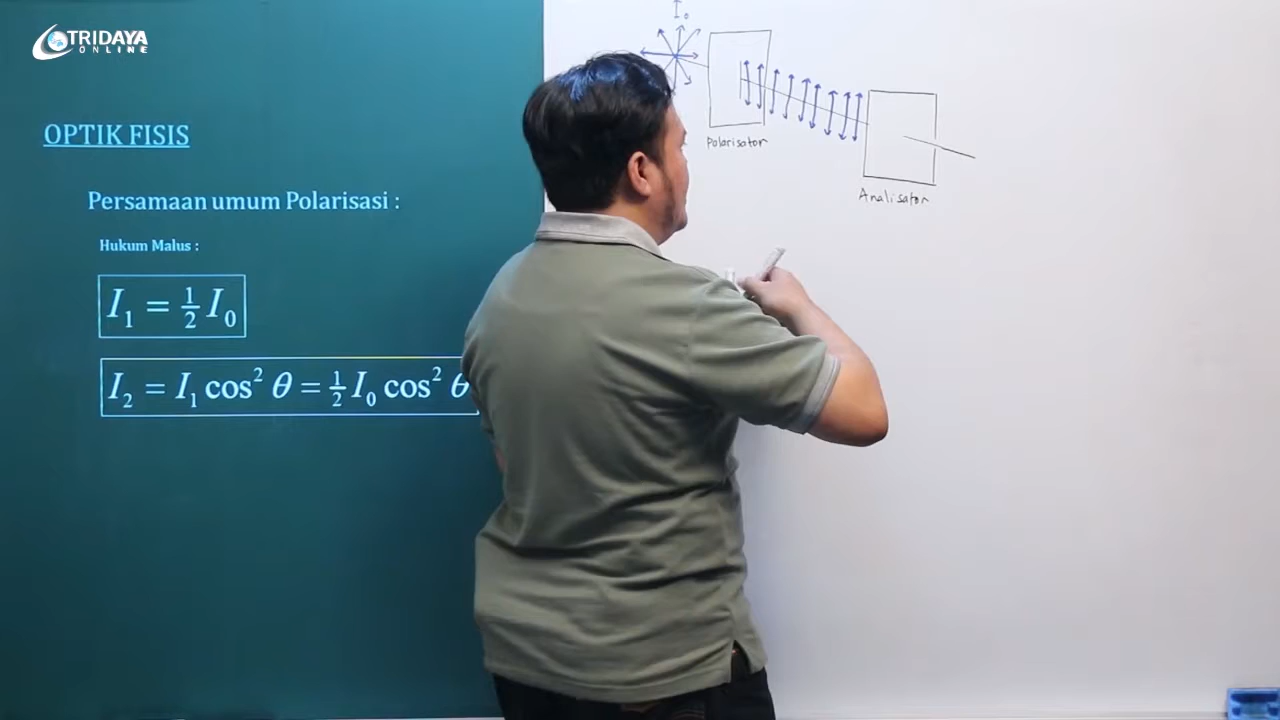 TRIDAYA
ONLINE
OPTIK FISIS
Persamaan umum Polarisasi :
Hukum Malus :
I₁ = ½ I₀
I₂ = I₁ cos² θ = ½ I₀ cos² θ
I₀
Polarisator
Analisator